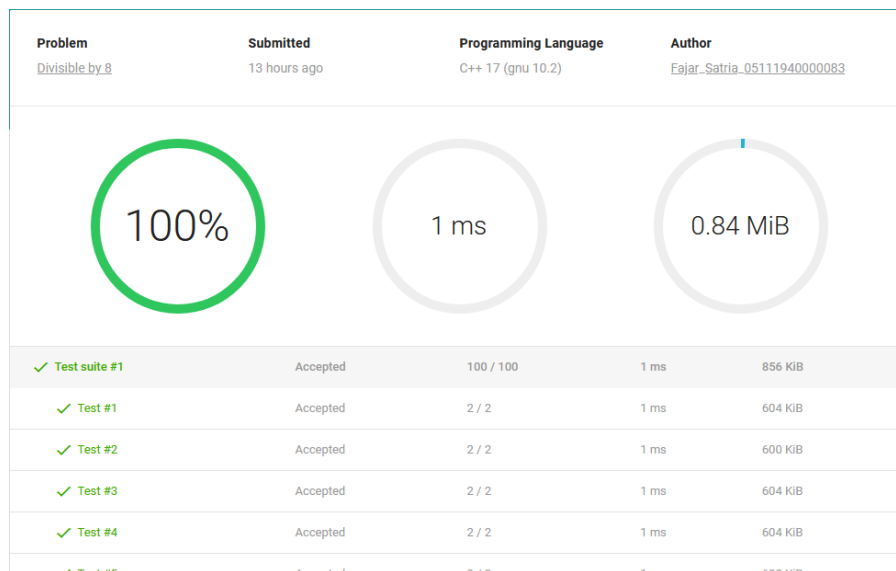 Problem Submitted Programming Language Author
Divisible by 8 13 hours ago C++ 17 (gnu 10.2) Fajar_Satria_05111940000083
100% 1 ms 0.84 MiB
Test suite #1 Accepted 100 / 100 1 ms 856 KiB
Test #1 Accepted 2 / 2 1 ms 604 KiB
Test #2 Accepted 2 / 2 1 ms 600 KiB
Test #3 Accepted 2 / 2 1 ms 604 KiB
Test #4 Accepted 2 / 2 1 ms 604 KiB